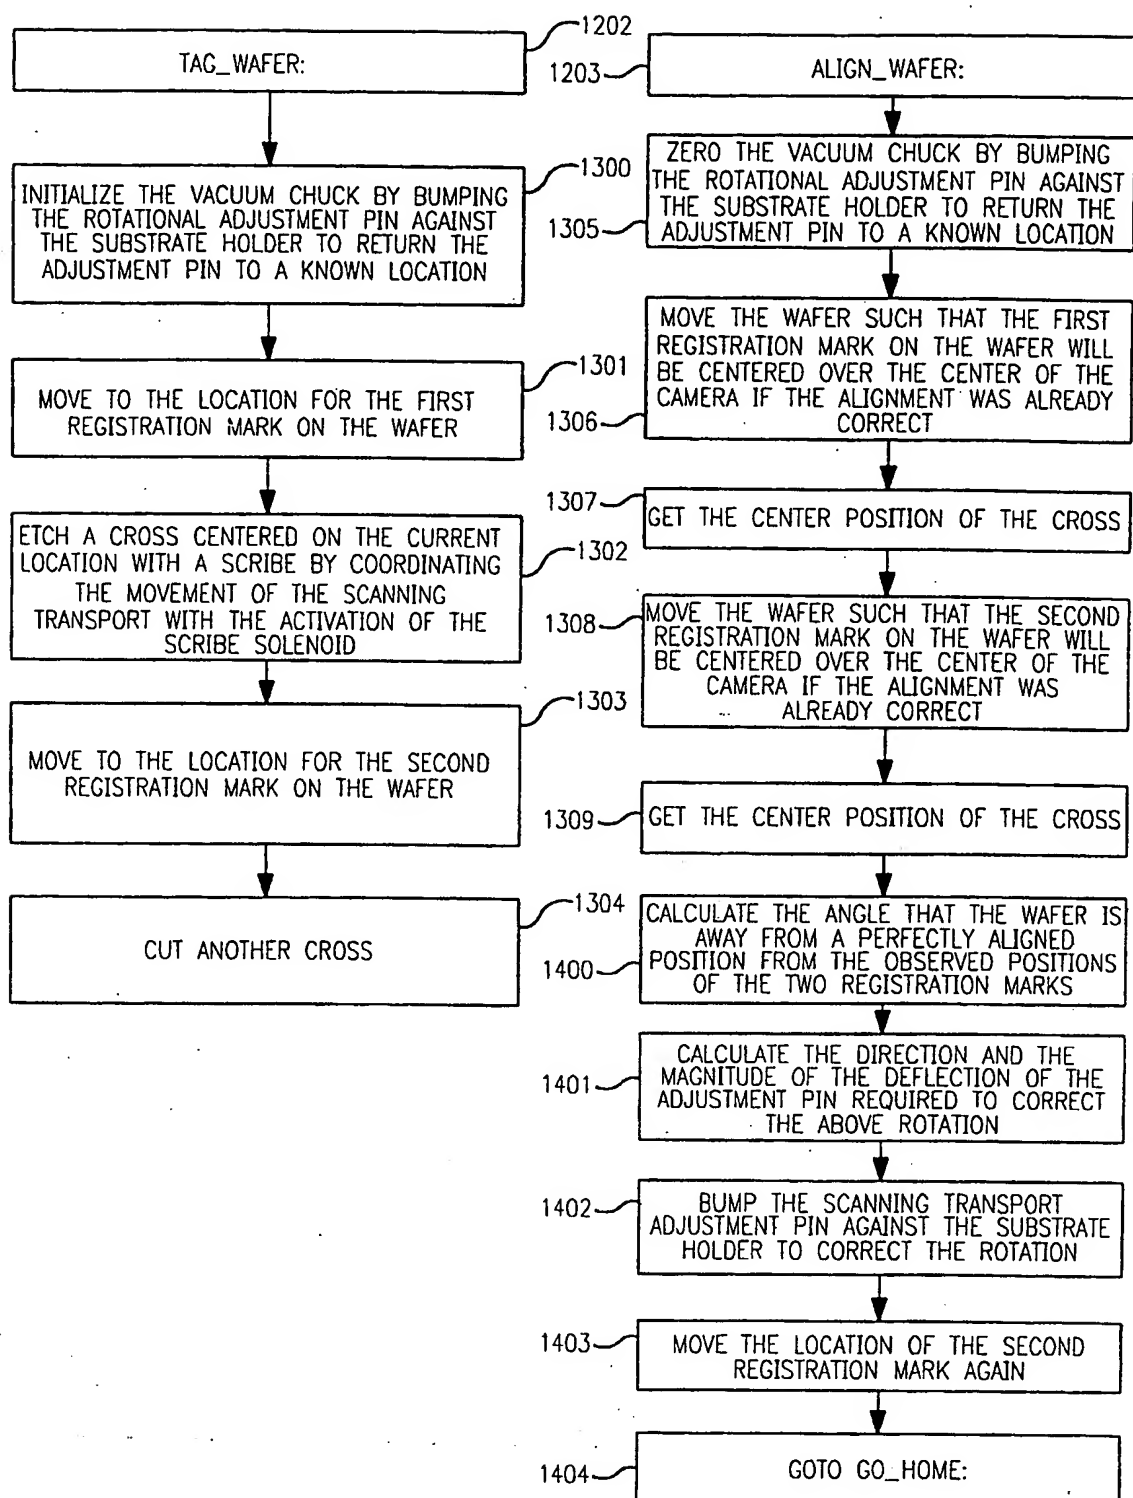 1202
TAG_WAFER:
1300
INITIALIZE THE VACUUM CHUCK BY BUMPING
THE ROTATIONAL ADJUSTMENT PIN AGAINST
THE SUBSTRATE HOLDER TO RETURN THE
ADJUSTMENT PIN TO A KNOWN LOCATION
1301
MOVE TO THE LOCATION FOR THE FIRST
REGISTRATION MARK ON THE WAFER
ETCH A CROSS CENTERED ON THE CURRENT
LOCATION WITH A SCRIBE BY COORDINATING
1302
THE MOVEMENT OF THE SCANNING
TRANSPORT WITH THE ACTIVATION OF THE
SCRIBE SOLENOID
1303
MOVE TO THE LOCATION FOR THE SECOND
REGISTRATION MARK ON THE WAFER
1304
CUT ANOTHER CROSS
1203
ALIGN_WAFER:
ZERO THE VACUUM CHUCK BY BUMPING
THE ROTATIONAL ADJUSTMENT PIN AGAINST
THE SUBSTRATE HOLDER TO RETURN THE
1305
ADJUSTMENT PIN TO A KNOWN LOCATION
MOVE THE WAFER SUCH THAT THE FIRST
REGISTRATION MARK ON THE WAFER WILL
BE CENTERED OVER THE CENTER OF THE
CAMERA IF THE ALIGNMENT WAS ALREADY
1306
CORRECT
1307
GET THE CENTER POSITION OF THE CROSS
1308
MOVE THE WAFER SUCH THAT THE SECOND
REGISTRATION MARK ON THE WAFER WILL
BE CENTERED OVER THE CENTER OF THE
CAMERA IF THE ALIGNMENT WAS
ALREADY CORRECT
1309
GET THE CENTER POSITION OF THE CROSS
CALCULATE THE ANGLE THAT THE WAFER IS
AWAY FROM A PERFECTLY ALIGNED
1400
POSITION FROM THE OBSERVED POSITIONS
OF THE TWO REGISTRATION MARKS
CALCULATE THE DIRECTION AND THE
1401
MAGNITUDE OF THE DEFLECTION OF THE
ADJUSTMENT PIN REQUIRED TO CORRECT
THE ABOVE ROTATION
1402
BUMP THE SCANNING TRANSPORT
ADJUSTMENT PIN AGAINST THE SUBSTRATE
HOLDER TO CORRECT THE ROTATION
1403
MOVE THE LOCATION OF THE SECOND
REGISTRATION MARK AGAIN
1404
GOTO GO_HOME: